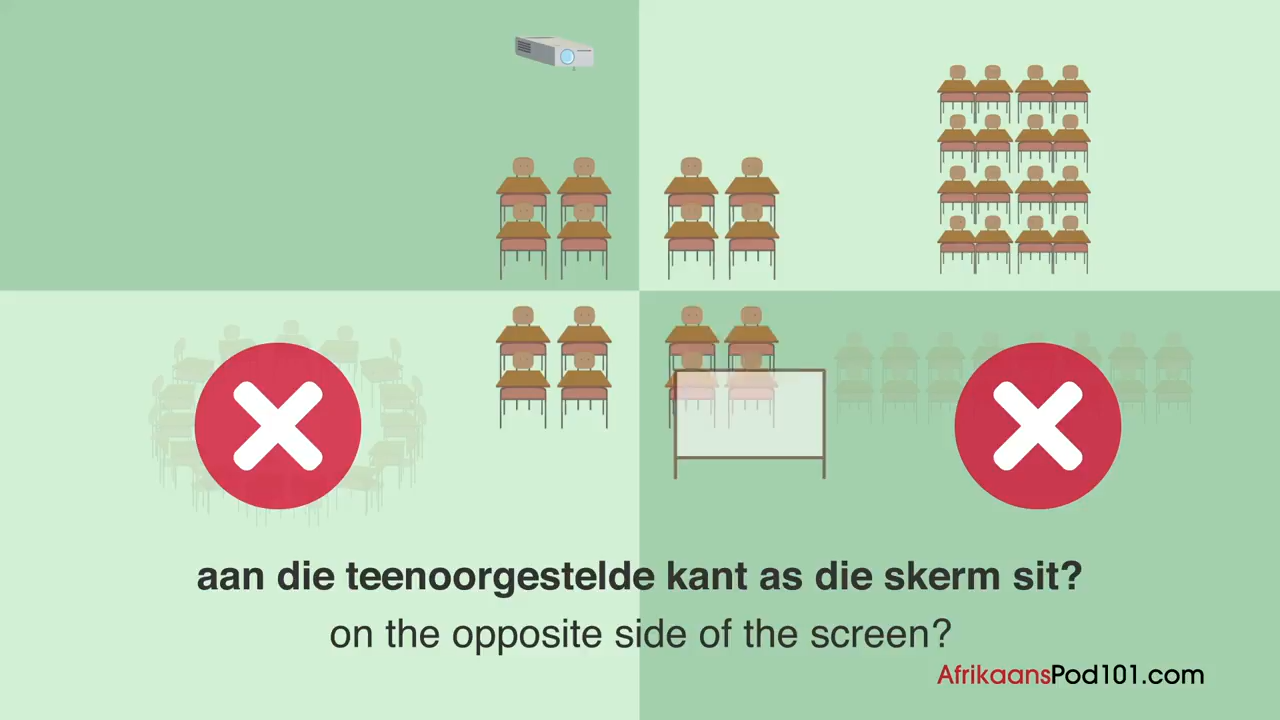 aan die teenoorgestelde kant as die skerm sit?
on the opposite side of the screen?
AfrikaansPod101.com